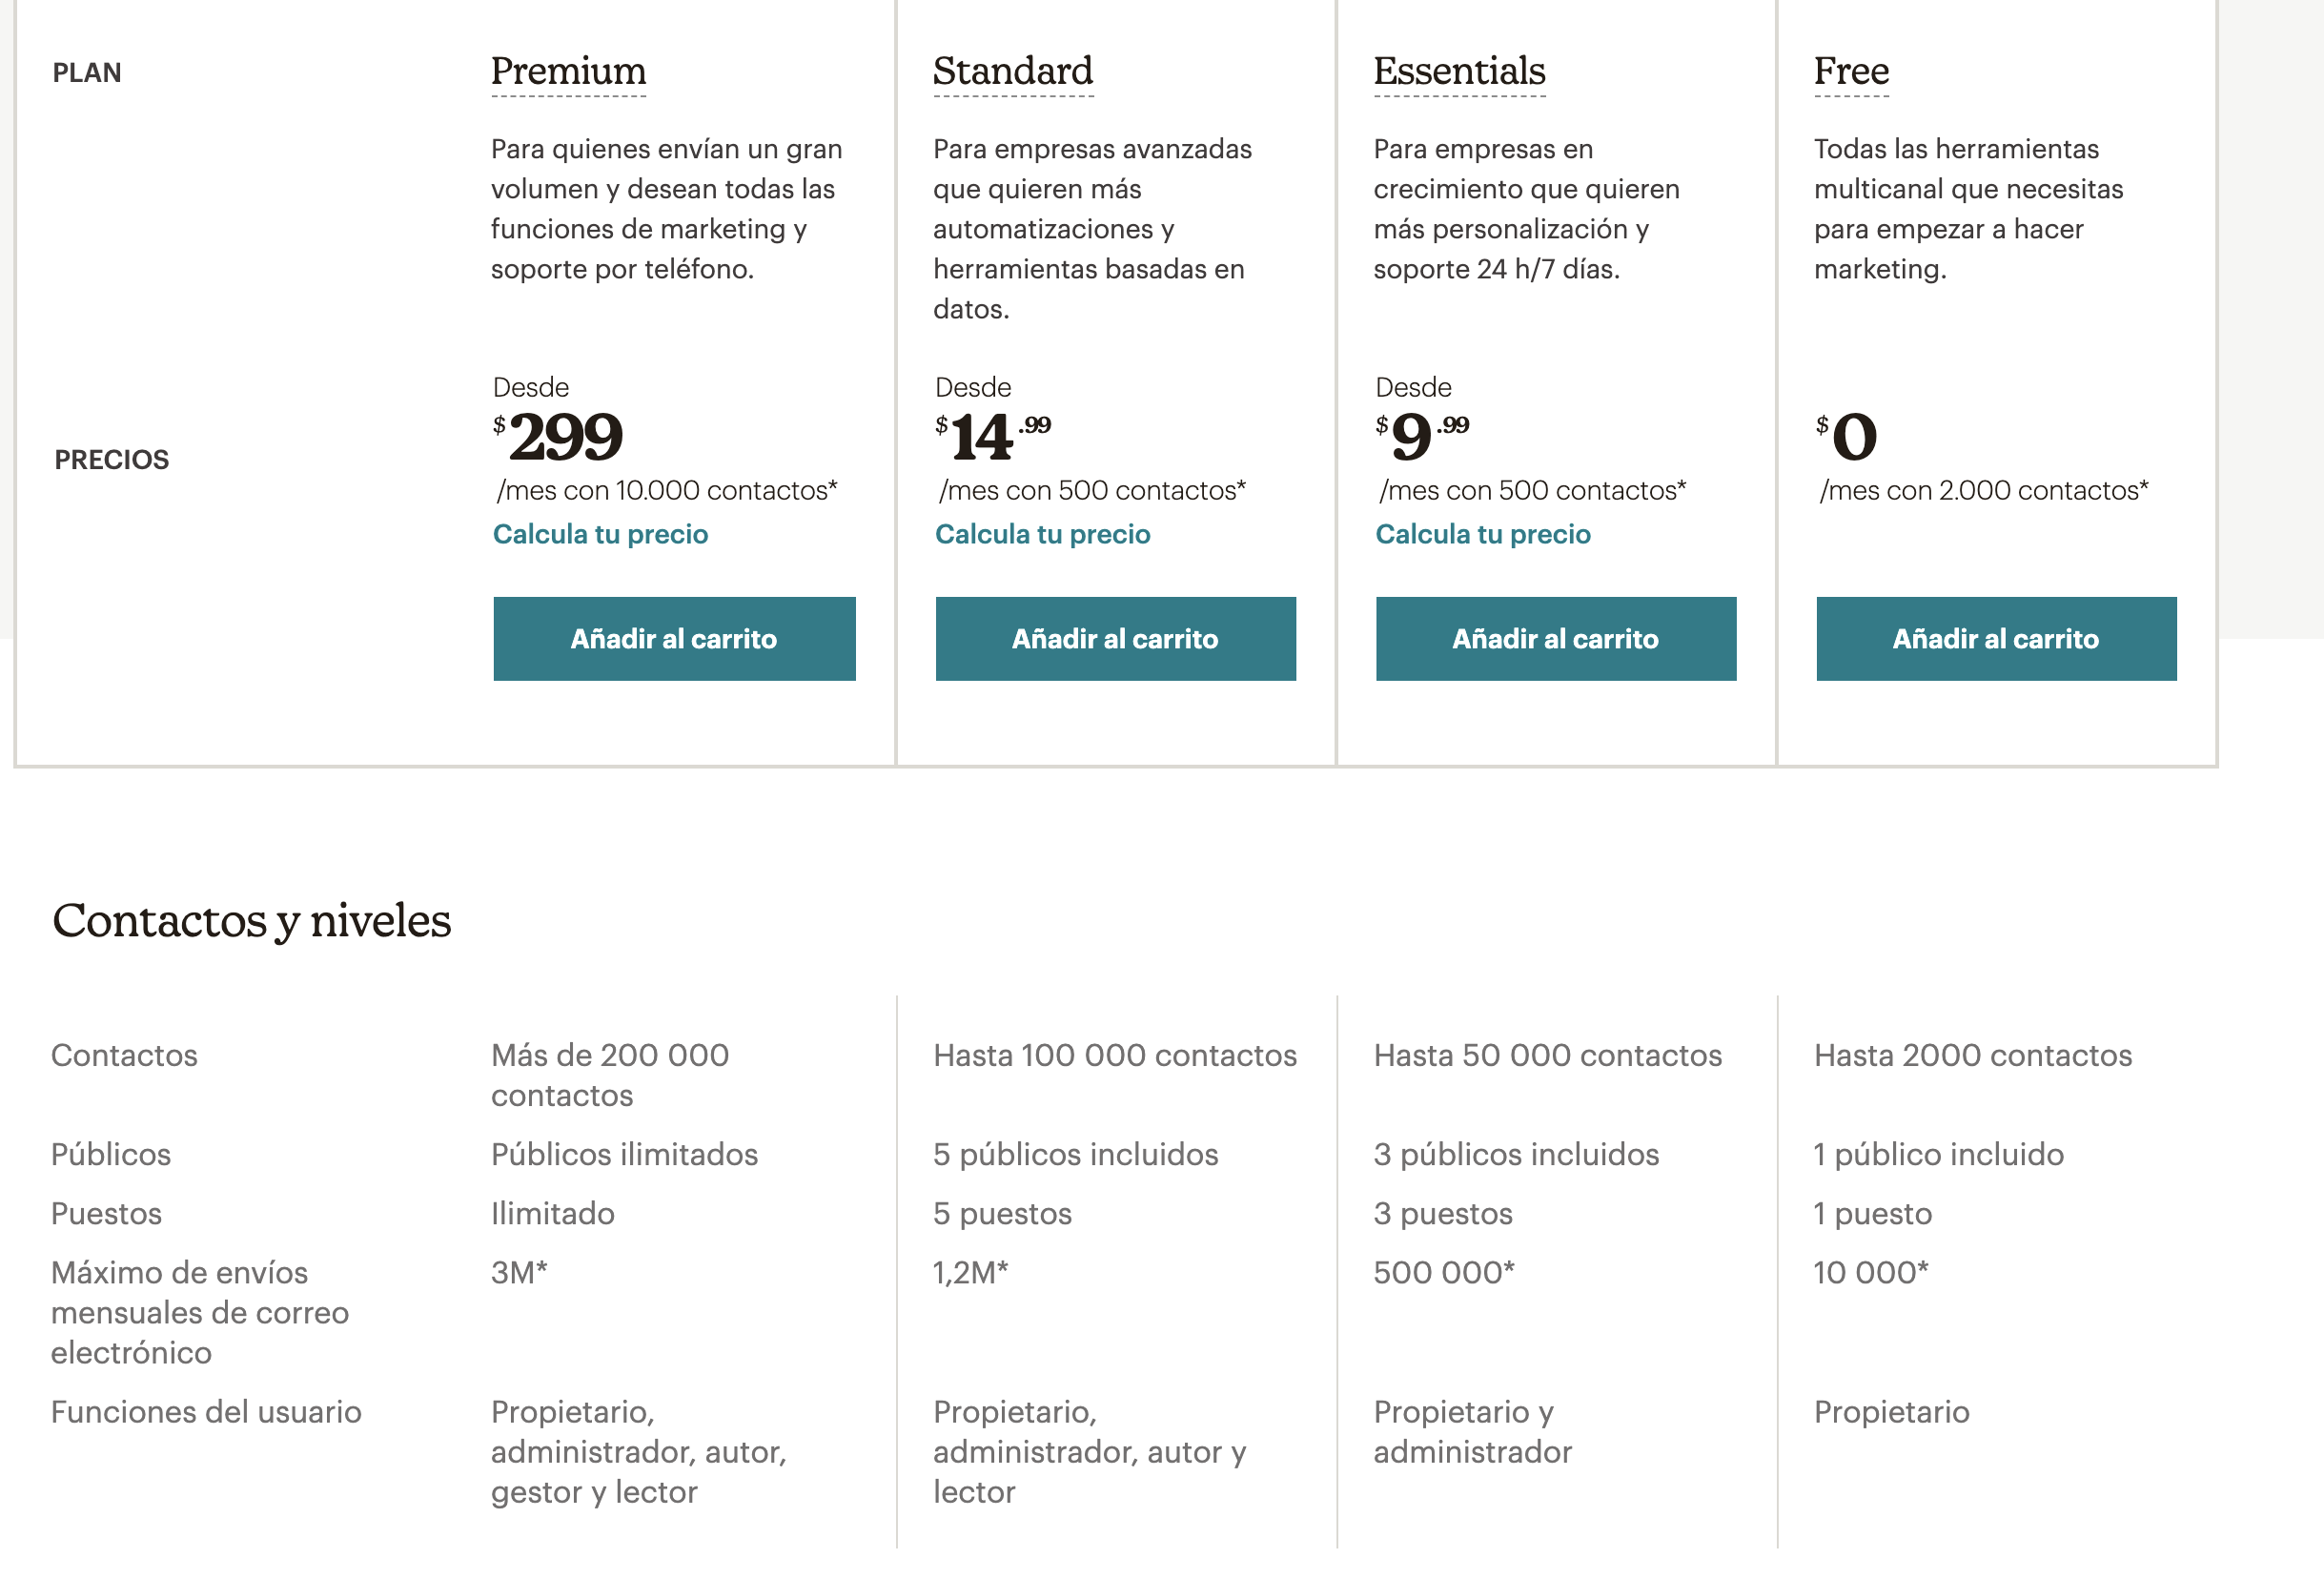 PLAN
Premium
Para quienes envían un gran
volumen y desean todas las
funciones de marketing y
soporte por teléfono.
Standard
Para empresas avanzadas
que quieren más
automatizaciones y
herramientas basadas en
datos.
Essentials
Para empresas en
crecimiento que quieren
más personalización y
soporte 24 h/7 días.
Free
Todas las herramientas
multicanal que necesitas
para empezar a hacer
marketing.
PRECIOS
Desde
$299
/mes con 10.000 contactos*
Calcula tu precio
Añadir al carrito
Desde
$14.99
/mes con 500 contactos*
Calcula tu precio
Añadir al carrito
Desde
$9.99
/mes con 500 contactos*
Calcula tu precio
Añadir al carrito
$0
/mes con 2.000 contactos*
Añadir al carrito
Contactos y niveles
Contactos
Más de 200 000
contactos
Hasta 100 000 contactos
Hasta 50 000 contactos
Hasta 2000 contactos
Públicos
Públicos ilimitados
5 públicos incluidos
3 públicos incluidos
1 público incluido
Puestos
Ilimitado
5 puestos
3 puestos
1 puesto
Máximo de envíos
mensuales de correo
electrónico
3M*
1,2M*
500 000*
10 000*
Funciones del usuario
Propietario,
administrador, autor,
gestor y lector
Propietario,
administrador, autor y
lector
Propietario y
administrador
Propietario